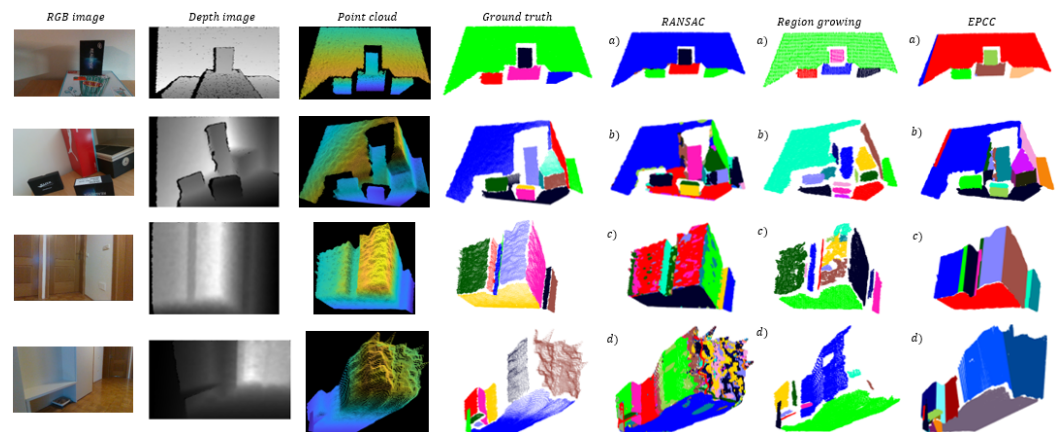 RGB image
Depth image
Point cloud
Ground truth
RANSAC
Region growing
EPCC
a)
a)
a)
b)
b)
b)
c)
c)
c)
d)
d)
d)